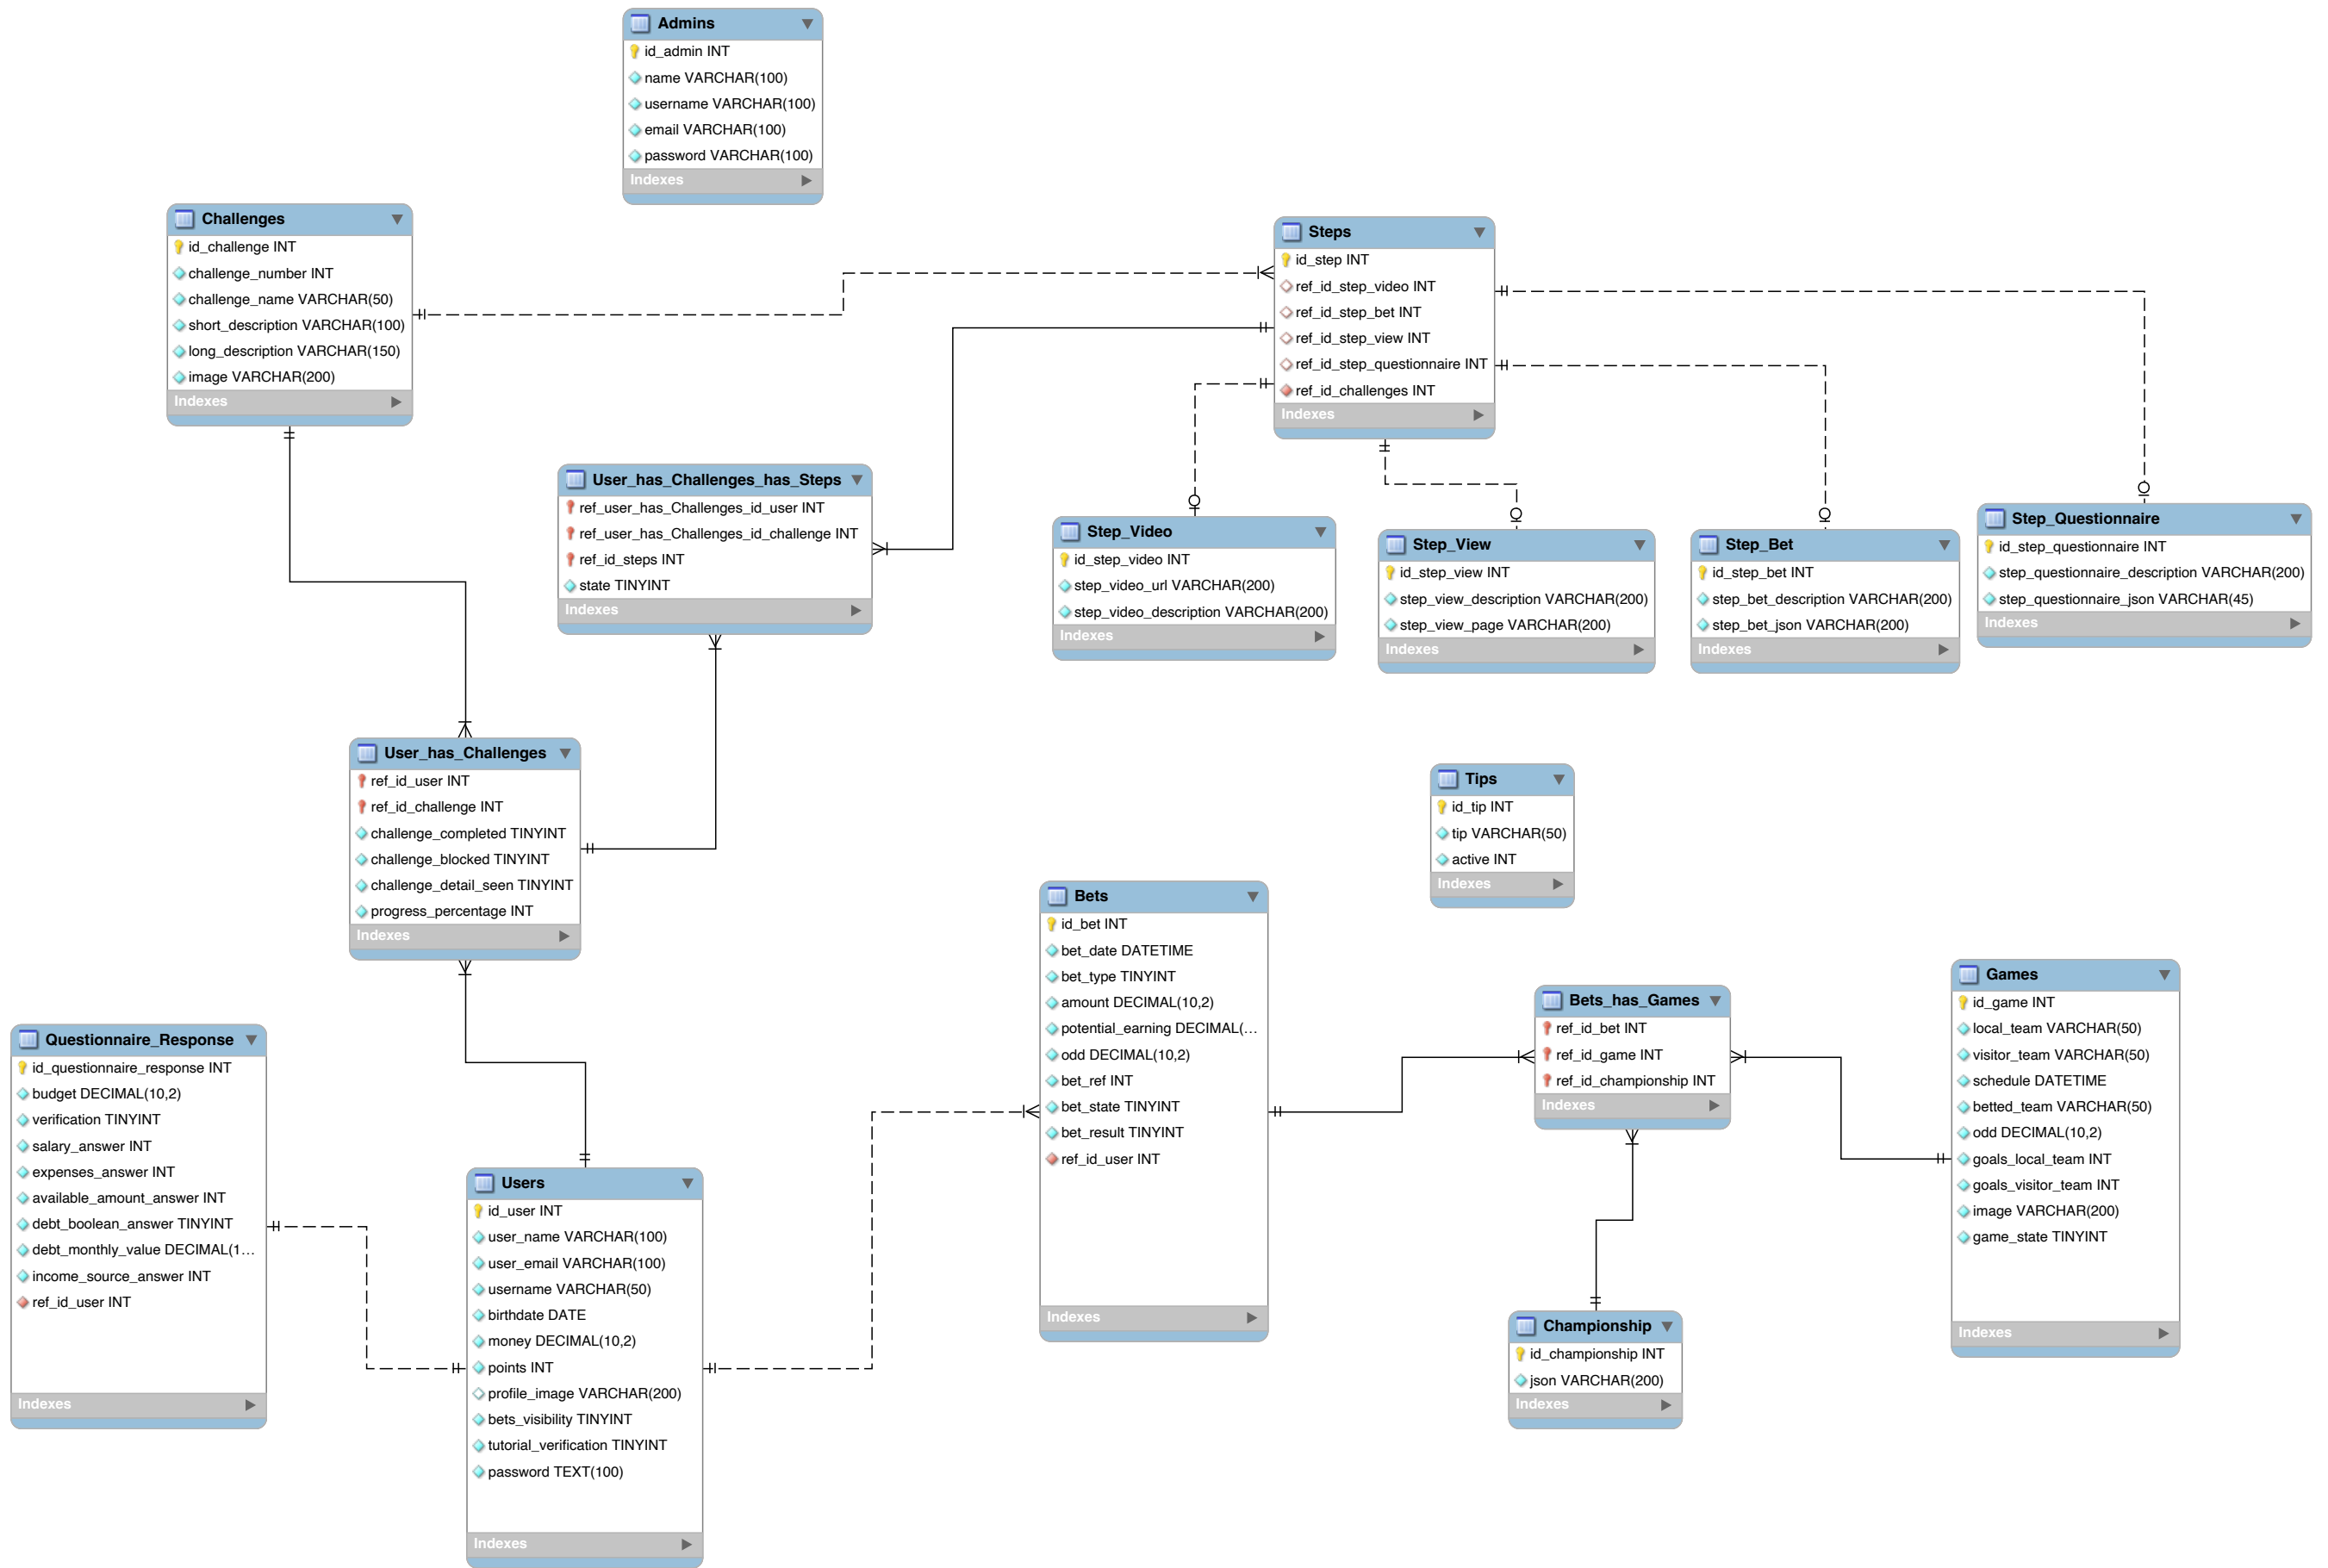 Admins
id_admin INT
name VARCHAR(100)
username VARCHAR(100)
email VARCHAR(100)
password VARCHAR(100)
Indexes
Challenges
id_challenge INT
challenge_number INT
challenge_name VARCHAR(50)
short_description VARCHAR(100)
long_description VARCHAR(150)
image VARCHAR(200)
Indexes
Steps
id_step INT
ref_id_step_video INT
ref_id_step_bet INT
ref_id_step_view INT
ref_id_step_questionnaire INT
ref_id_challenges INT
Indexes
User_has_Challenges_has_Steps
ref_user_has_Challenges_id_user INT
ref_user_has_Challenges_id_challenge INT
ref_id_steps INT
state TINYINT
Indexes
Step_Video
id_step_video INT
step_video_url VARCHAR(200)
step_video_description VARCHAR(200)
Indexes
Step_View
id_step_view INT
step_view_description VARCHAR(200)
step_view_page VARCHAR(200)
Indexes
Step_Bet
id_step_bet INT
step_bet_description VARCHAR(200)
step_bet_json VARCHAR(200)
Indexes
Step_Questionnaire
id_step_questionnaire INT
step_questionnaire_description VARCHAR(200)
step_questionnaire_json VARCHAR(45)
Indexes
User_has_Challenges
ref_id_user INT
ref_id_challenge INT
challenge_completed TINYINT
challenge_blocked TINYINT
challenge_detail_seen TINYINT
progress_percentage INT
Indexes
Tips
id_tip INT
tip VARCHAR(50)
active INT
Indexes
Bets
id_bet INT
bet_date DATETIME
bet_type TINYINT
amount DECIMAL(10,2)
potential_earning DECIMAL(...
odd DECIMAL(10,2)
bet_ref INT
bet_state TINYINT
bet_result TINYINT
ref_id_user INT
Indexes
Bets_has_Games
ref_id_bet INT
ref_id_game INT
ref_id_championship INT
Indexes
Games
id_game INT
local_team VARCHAR(50)
visitor_team VARCHAR(50)
schedule DATETIME
betted_team VARCHAR(50)
odd DECIMAL(10,2)
goals_local_team INT
goals_visitor_team INT
image VARCHAR(200)
game_state TINYINT
Indexes
Questionnaire_Response
id_questionnaire_response INT
budget DECIMAL(10,2)
verification TINYINT
salary_answer INT
expenses_answer INT
available_amount_answer INT
debt_boolean_answer TINYINT
debt_monthly_value DECIMAL(1...
income_source_answer INT
ref_id_user INT
Indexes
Users
id_user INT
user_name VARCHAR(100)
user_email VARCHAR(100)
username VARCHAR(50)
birthdate DATE
money DECIMAL(10,2)
points INT
profile_image VARCHAR(200)
bets_visibility TINYINT
tutorial_verification TINYINT
password TEXT(100)
Indexes
Championship
id_championship INT
json VARCHAR(200)
Indexes